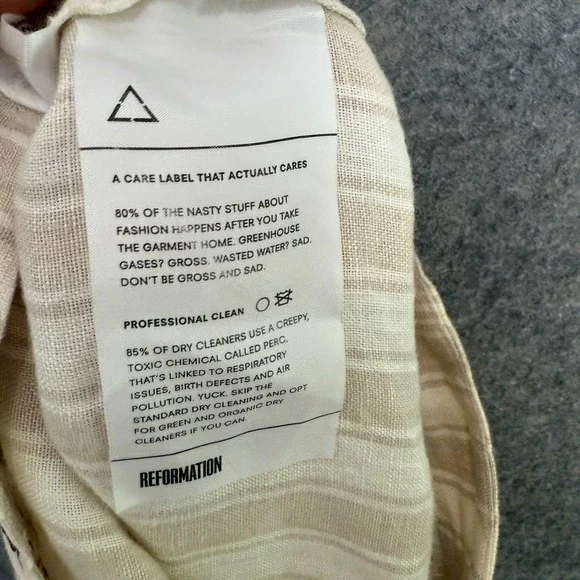 A CARE LABEL THAT ACTUALLY CARES
80% OF THE NASTY STUFF ABOUT
FASHION HAPPENS AFTER YOU TAKE
THE GARMENT HOME. GREENHOUSE
GASES? GROSS. WASTED WATER? SAD.
DON'T BE GROSS AND SAD.
PROFESSIONAL CLEAN
85% OF DRY CLEANERS USE A CREEPY,
TOXIC CHEMICAL CALLED PERC.
THAT'S LINKED TO RESPIRATORY
ISSUES, BIRTH DEFECTS AND AIR
POLLUTION. YUCK. SKIP THE
STANDARD DRY CLEANING AND OPT
FOR GREEN AND ORGANIC DRY
CLEANERS IF YOU CAN.
REFORMATION